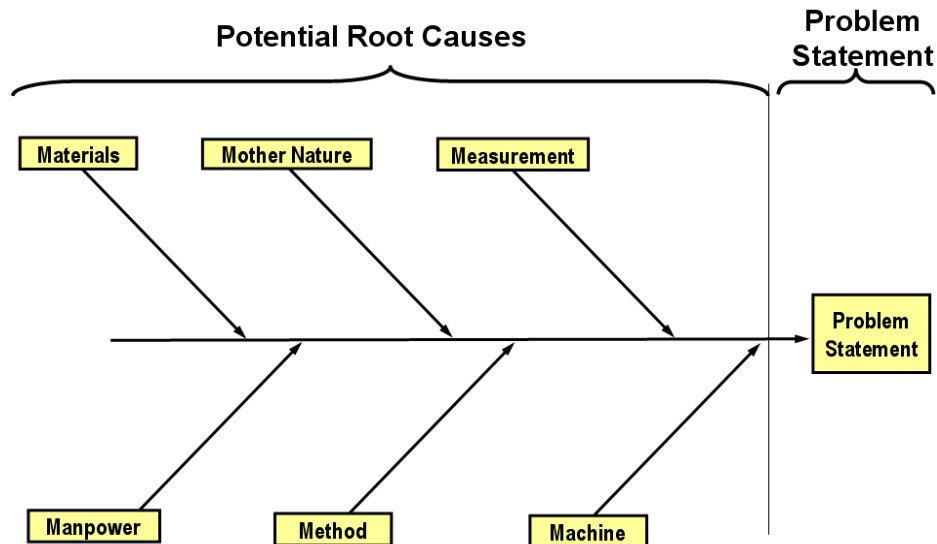 Potential Root Causes
Problem
Statement
Materials
Mother Nature
Measurement
Problem
Statement
Manpower
Method
Machine